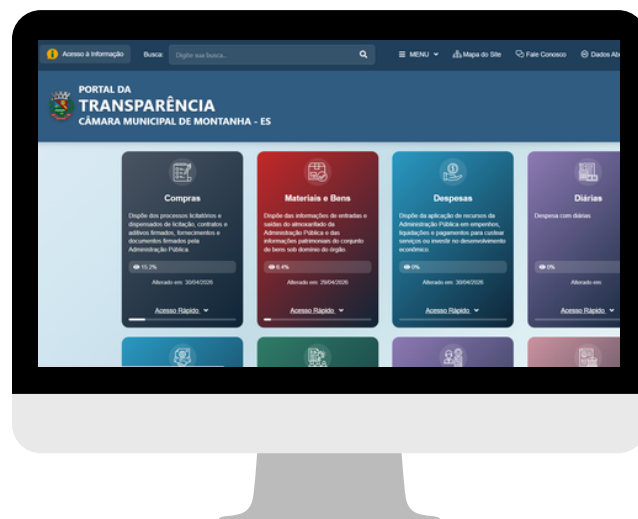 Acesso à Informação
Busca:
Digite sua busca...
MENU
Mapa do Site
Fale Conosco
Dados Ab
PORTAL DA
TRANSPARÊNCIA
CÂMARA MUNICIPAL DE MONTANHA - ES
Compras
Dispõe dos processos licitatórios e
dispensados de licitação, contratos e
aditivos firmados, fornecimentos e
documentos firmados pela
Administração Pública.
15.2%
Alterado em: 30/04/2026
Acesso Rápido
Materiais e Bens
Dispõe das informações de entradas e
saídas do almoxarifado da
Administração Pública e das
informações patrimoniais do conjunto
de bens sob domínio do órgão.
6.4%
Alterado em: 29/04/2026
Acesso Rápido
Despesas
Dispõe da aplicação de recursos da
Administração Pública em empenhos,
liquidações e pagamentos para custear
serviços ou investir no desenvolvimento
econômico.
0%
Alterado em: 30/04/2026
Acesso Rápido
Diárias
Despesa com diárias
0%
Alterado em:
Acesso Rápido